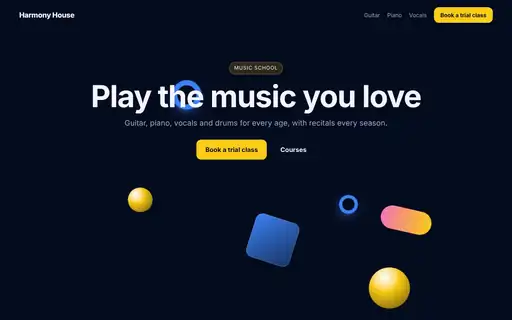 Harmony House
Guitar Piano Vocals Book a trial class
MUSIC SCHOOL
Play the music you love
Guitar, piano, vocals and drums for every age, with recitals every season.
Book a trial class Courses